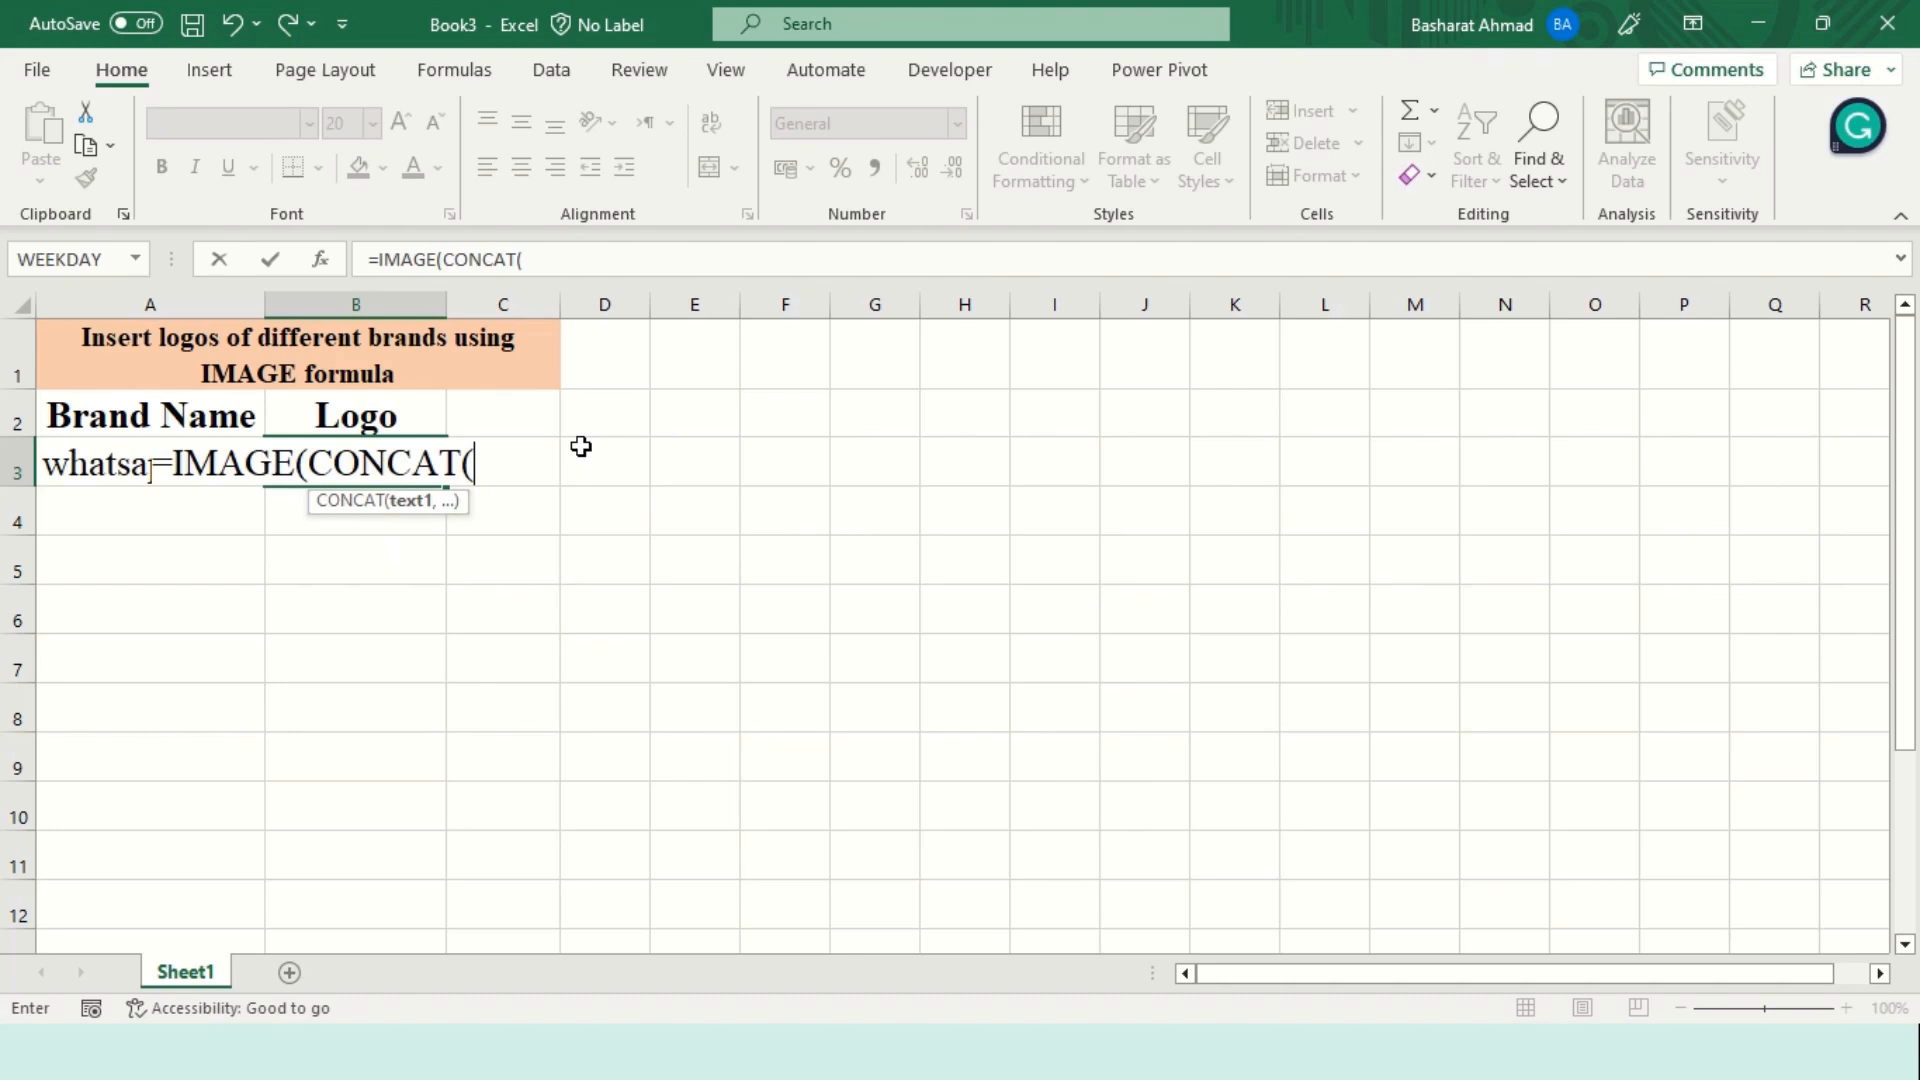 AutoSave Off Book3 - Excel No Label Search Basharat Ahmad BA
File Home Insert Page Layout Formulas Data Review View Automate Developer Help Power Pivot Comments Share
Paste
20
General
Conditional
Formatting
Format as
Table
Cell
Styles
Insert
Delete
Format
Sort &
Filter
Find &
Select
Analyze
Data
Sensitivity
Clipboard Font Alignment Number Styles Cells Editing Analysis Sensitivity
WEEKDAY =IMAGE(CONCAT(
A B C D E F G H I J K L M N O P Q R
1 Insert logos of different brands using
IMAGE formula
2 Brand Name Logo
3 whatsa =IMAGE(CONCAT(
CONCAT(text1, ...)
4
5
6
7
8
9
10
11
12
Sheet1
Enter Accessibility: Good to go 100%